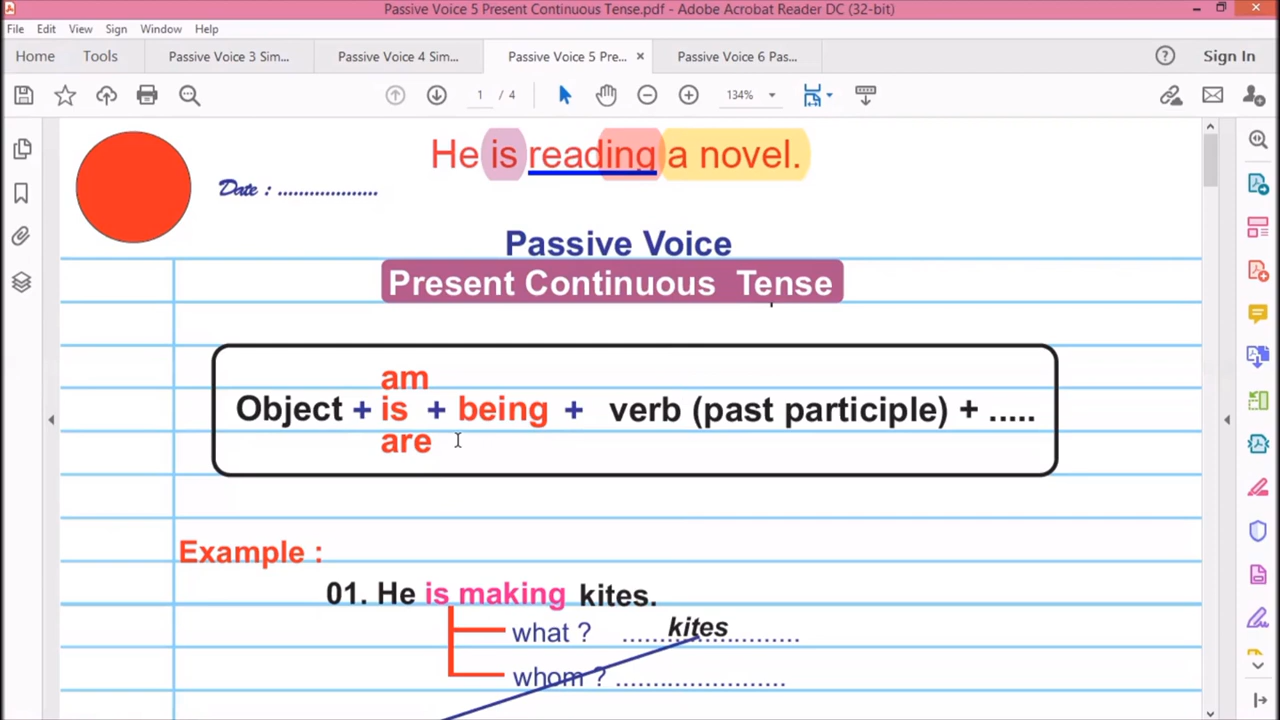 Passive Voice 5 Present Continuous Tense.pdf - Adobe Acrobat Reader DC (32-bit)
File Edit View Sign Window Help
Home Tools Passive Voice 3 Sim... Passive Voice 4 Sim... Passive Voice 5 Pre... × Passive Voice 6 Pas... ? Sign In
1 / 4 134%
He is reading a novel.
Date : ...................
Passive Voice
Present Continuous Tense
am
Object + is + being + verb (past participle) + .....
are
Example :
01. He is making kites.
what ? ......kites..........
whom ? ......................